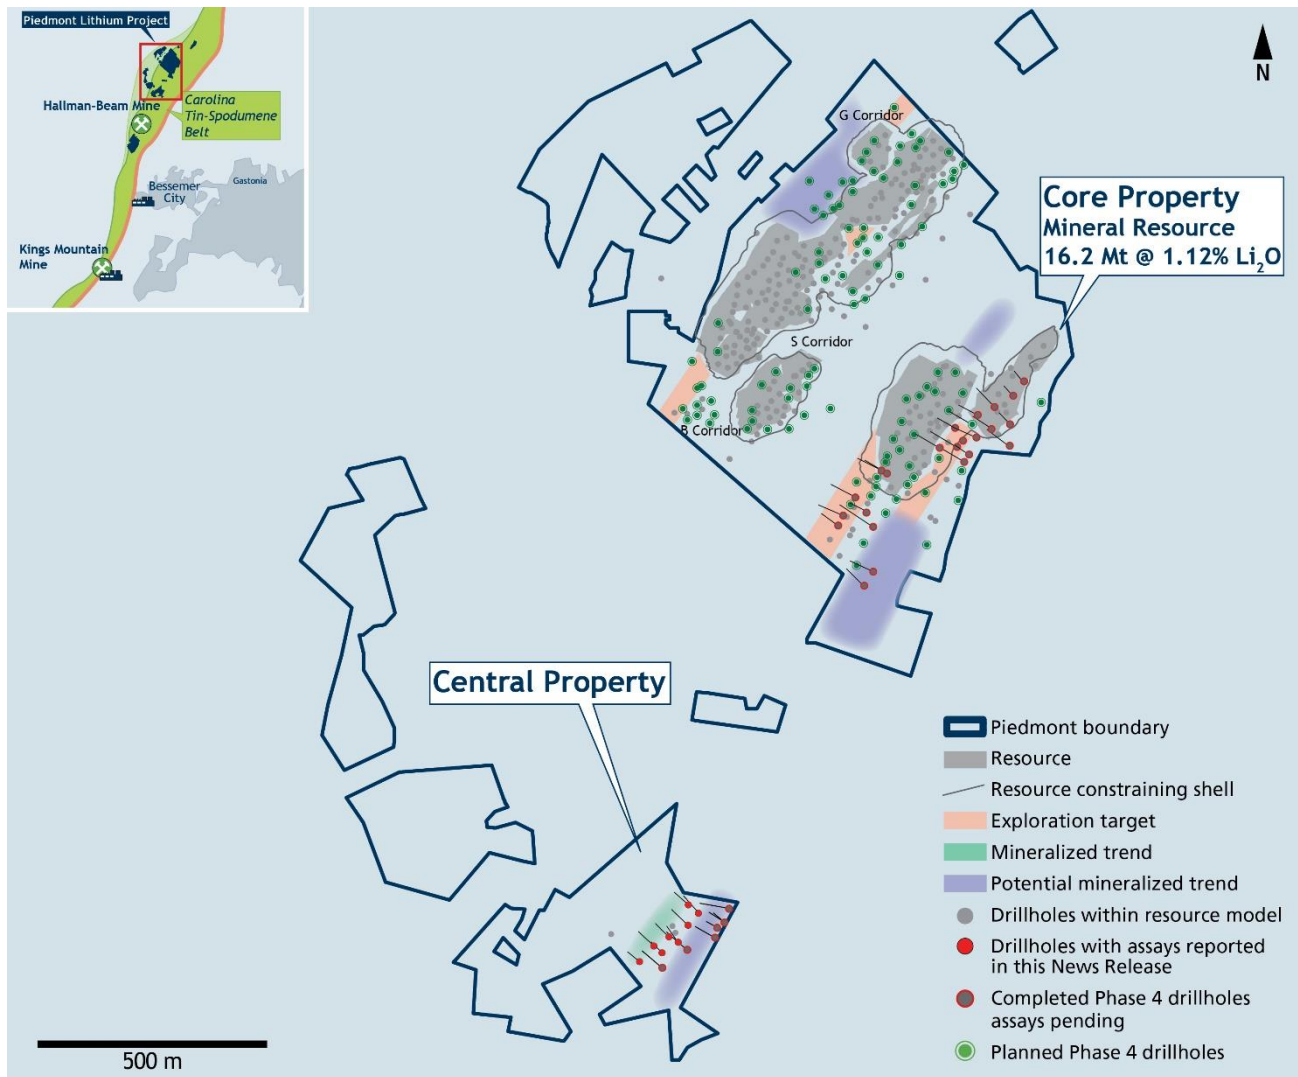 Piedmont Lithium Project
Hallman-Beam Mine
Carolina
Tin-Spodumene
Belt
Bessemer
City
Gastonia
Kings Mountain
Mine
N
G Corridor
Core Property
Mineral Resource
16.2 Mt @ 1.12% Li₂O
S Corridor
B Corridor
Central Property
Piedmont boundary
Resource
Resource constraining shell
Exploration target
Mineralized trend
Potential mineralized trend
Drillholes within resource model
Drillholes with assays reported
in this News Release
Completed Phase 4 drillholes
assays pending
Planned Phase 4 drillholes
500 m